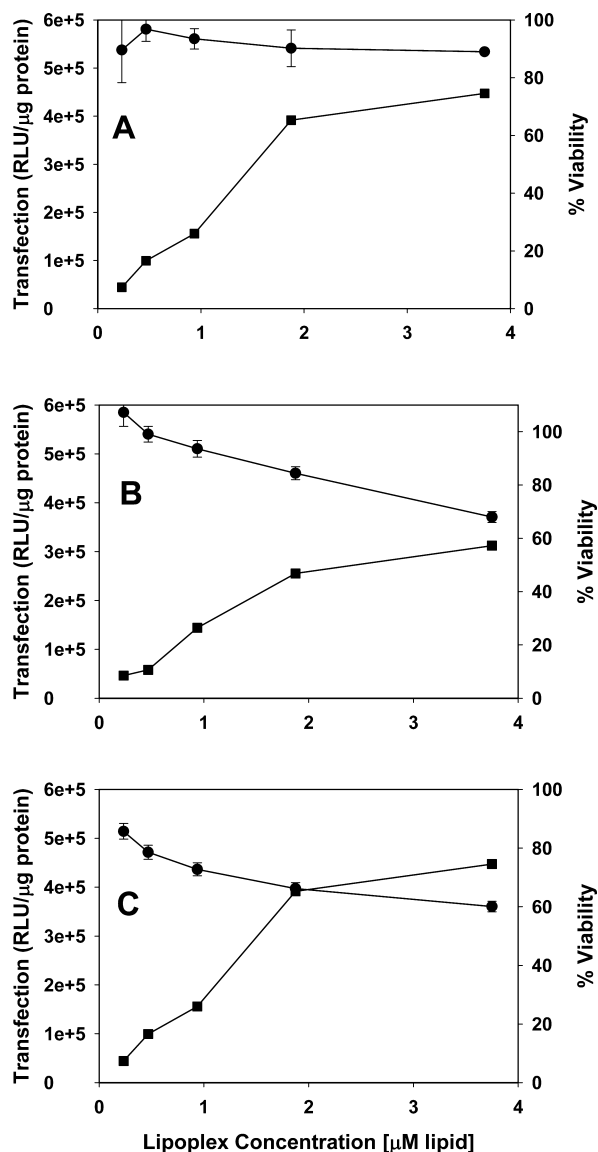 Transfection (RLU/μg protein)
6e+5
5e+5
4e+5
3e+5
2e+5
1e+5
0
A
100
80
60
40
20
0
% Viability
0 1 2 3 4
Transfection (RLU/μg protein)
6e+5
5e+5
4e+5
3e+5
2e+5
1e+5
0
B
100
80
60
40
20
0
% Viability
0 1 2 3 4
Transfection (RLU/μg protein)
6e+5
5e+5
4e+5
3e+5
2e+5
1e+5
0
C
100
80
60
40
20
0
% Viability
0 1 2 3 4
Lipoplex Concentration [μM lipid]